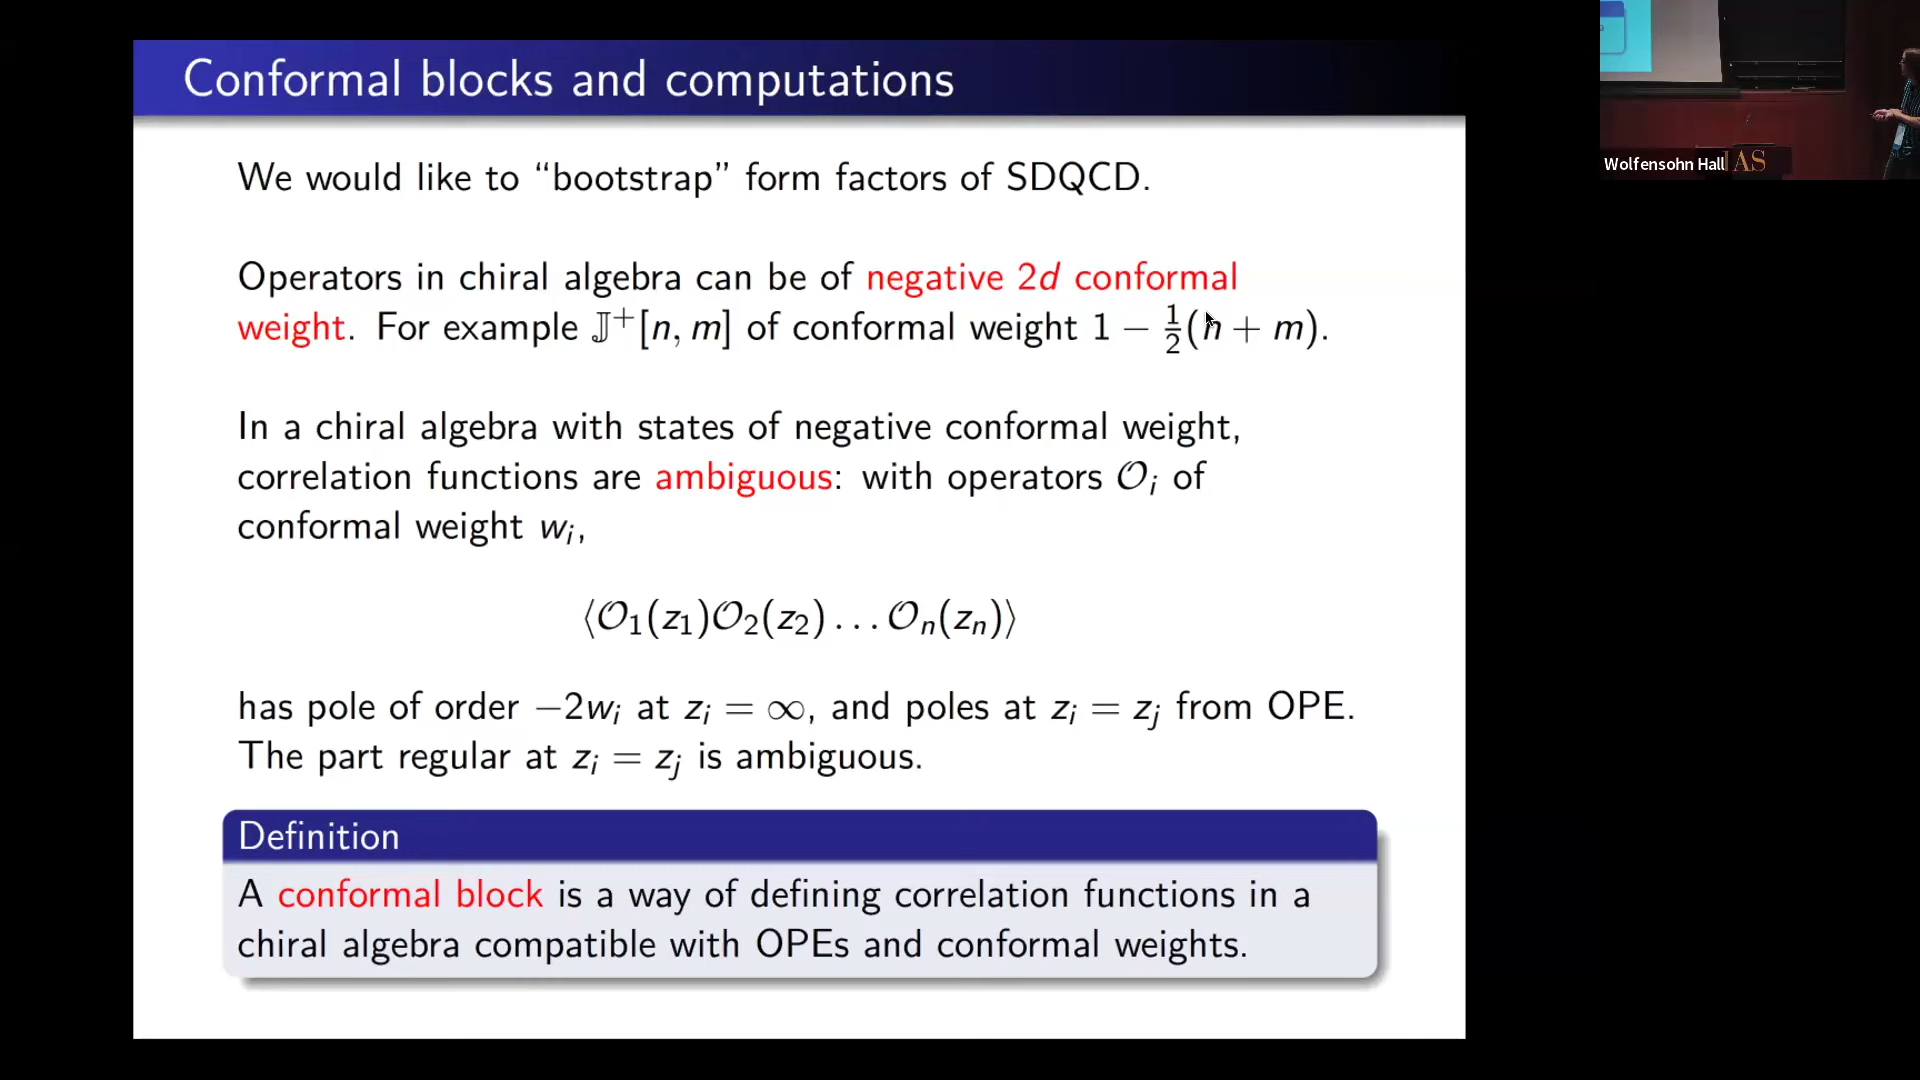 Conformal blocks and computations
We would like to “bootstrap” form factors of SDQCD.
Operators in chiral algebra can be of negative 2d conformal
weight. For example 𝕁⁺[n, m] of conformal weight 1 − ½(n + m).
In a chiral algebra with states of negative conformal weight,
correlation functions are ambiguous: with operators 𝒪ᵢ of
conformal weight wᵢ,
⟨𝒪₁(z₁)𝒪₂(z₂) . . . 𝒪ₙ(zₙ)⟩
has pole of order −2wᵢ at zᵢ = ∞, and poles at zᵢ = zⱼ from OPE.
The part regular at zᵢ = zⱼ is ambiguous.
Definition
A conformal block is a way of defining correlation functions in a
chiral algebra compatible with OPEs and conformal weights.
Wolfensohn Hall
IAS